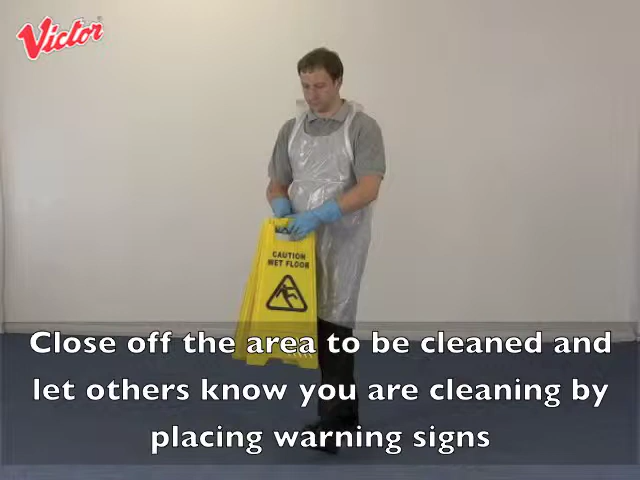 Victor
CAUTION
WET FLOOR
Close off the area to be cleaned and
let others know you are cleaning by
placing warning signs